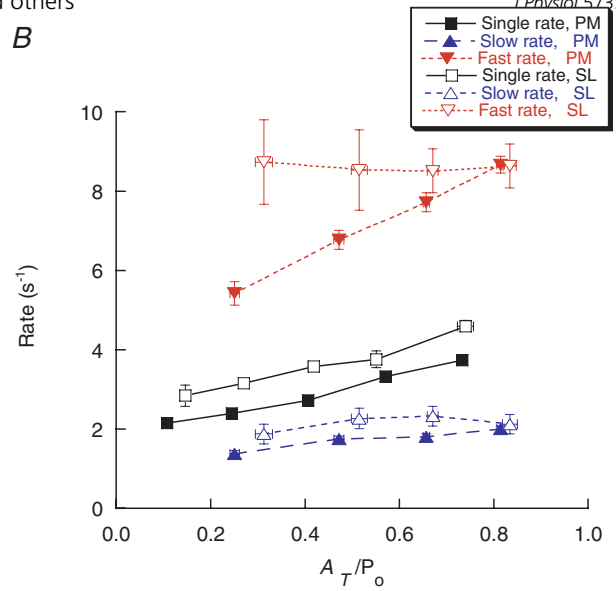 d others
J Physiol 573
B
Single rate, PM
Slow rate, PM
Fast rate, PM
Single rate, SL
Slow rate, SL
Fast rate, SL
10
8
6
4
2
0
Rate (s-1)
0.0 0.2 0.4 0.6 0.8 1.0
A T/Po